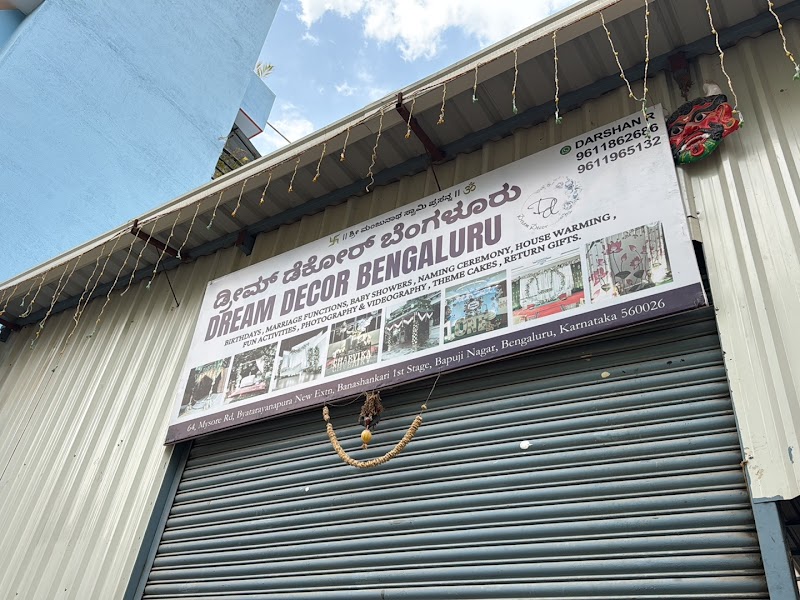 卐 || ಶ್ರೀ ಮಂಜುನಾಥ ಸ್ವಾಮಿ ಪ್ರಸನ್ನ || ॐ
DARSHAN R
9611862686
9611965132
ಡ್ರೀಮ್ ಡೆಕೋರ್ ಬೆಂಗಳೂರು
DREAM DECOR BENGALURU
BIRTHDAYS, MARRIAGE FUNCTIONS, BABY SHOWERS, NAMING CEREMONY, HOUSE WARMING,
FUN ACTIVITIES, PHOTOGRAPHY & VIDEOGRAPHY, THEME CAKES, RETURN GIFTS.
CHARVIKA
64, Mysore Rd, Byatarayanapura New Extn, Banashankari 1st Stage, Bapuji Nagar, Bengaluru, Karnataka 560026